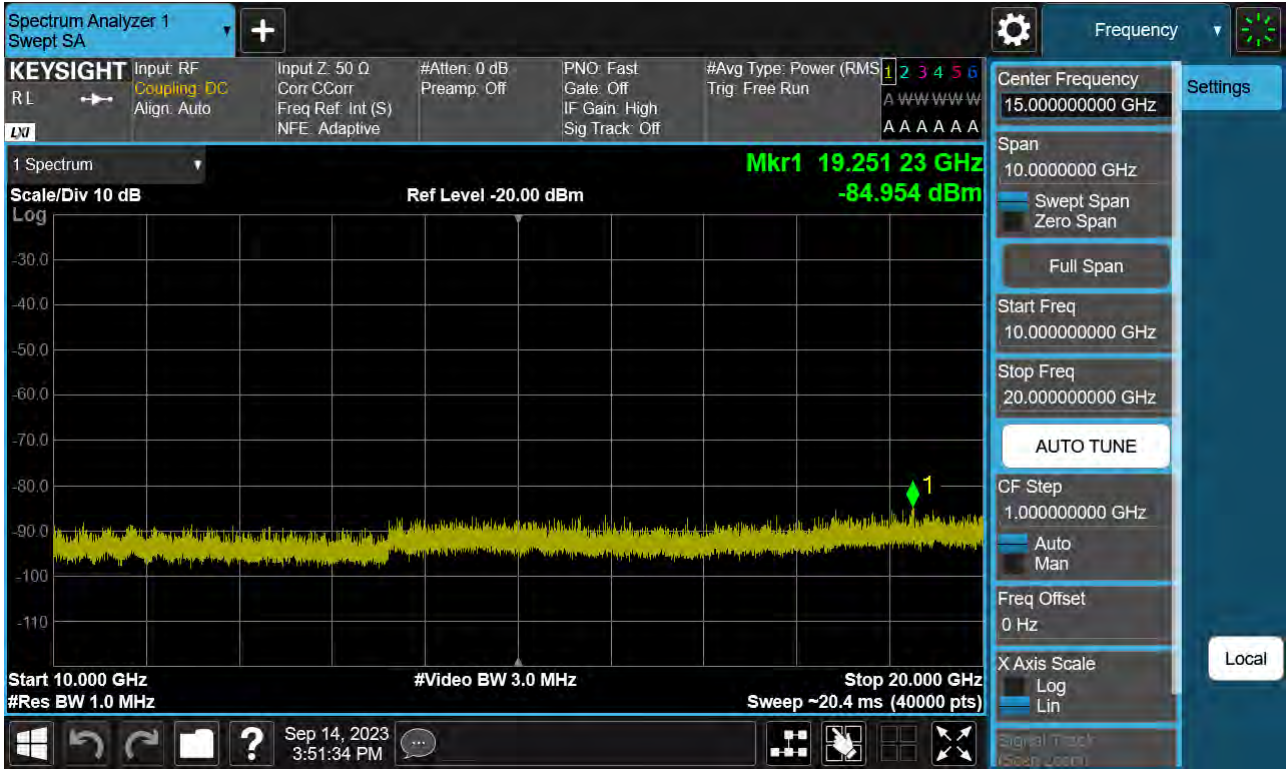 Spectrum Analyzer 1
Swept SA
+
Frequency
KEYSIGHT
RL
LXI
Input: RF
Coupling: DC
Align: Auto
Input Z: 50 Ω
Corr CCorr
Freq Ref: Int (S)
NFE: Adaptive
#Atten: 0 dB
Preamp: Off
PNO: Fast
Gate: Off
IF Gain: High
Sig Track: Off
#Avg Type: Power (RMS
Trig: Free Run
1 2 3 4 5 6
A W W W W W
A A A A A A
1 Spectrum
Scale/Div 10 dB
Ref Level -20.00 dBm
Mkr1 19.251 23 GHz
-84.954 dBm
Log
-30.0
-40.0
-50.0
-60.0
-70.0
-80.0
-90.0
-100
-110
1
Start 10.000 GHz
#Video BW 3.0 MHz
Stop 20.000 GHz
#Res BW 1.0 MHz
Sweep ~20.4 ms (40000 pts)
Center Frequency
15.000000000 GHz
Settings
Span
10.0000000 GHz
Swept Span
Zero Span
Full Span
Start Freq
10.000000000 GHz
Stop Freq
20.000000000 GHz
AUTO TUNE
CF Step
1.000000000 GHz
Auto
Man
Freq Offset
0 Hz
X Axis Scale
Log
Lin
Signal Track
(Span Zoom)
Local
?
Sep 14, 2023
3:51:34 PM